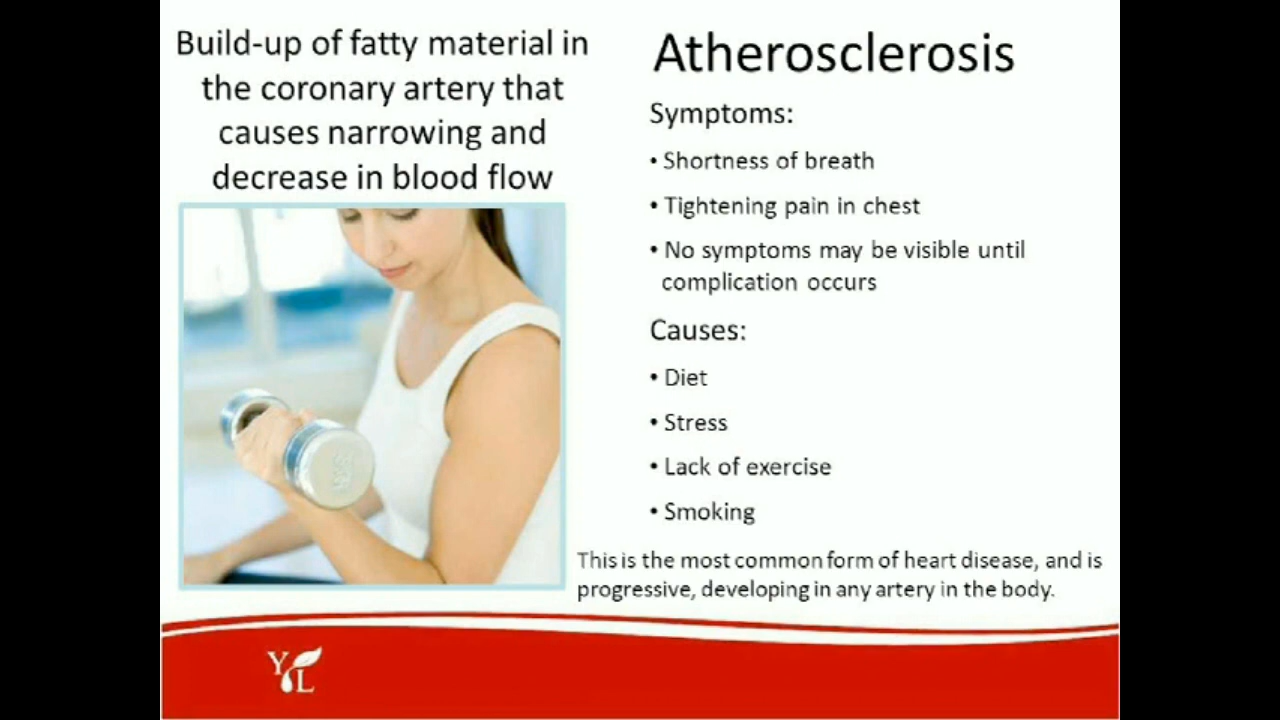 Build-up of fatty material in
the coronary artery that
causes narrowing and
decrease in blood flow
Atherosclerosis
Symptoms:
• Shortness of breath
• Tightening pain in chest
• No symptoms may be visible until
complication occurs
Causes:
• Diet
• Stress
• Lack of exercise
• Smoking
This is the most common form of heart disease, and is
progressive, developing in any artery in the body.
YL